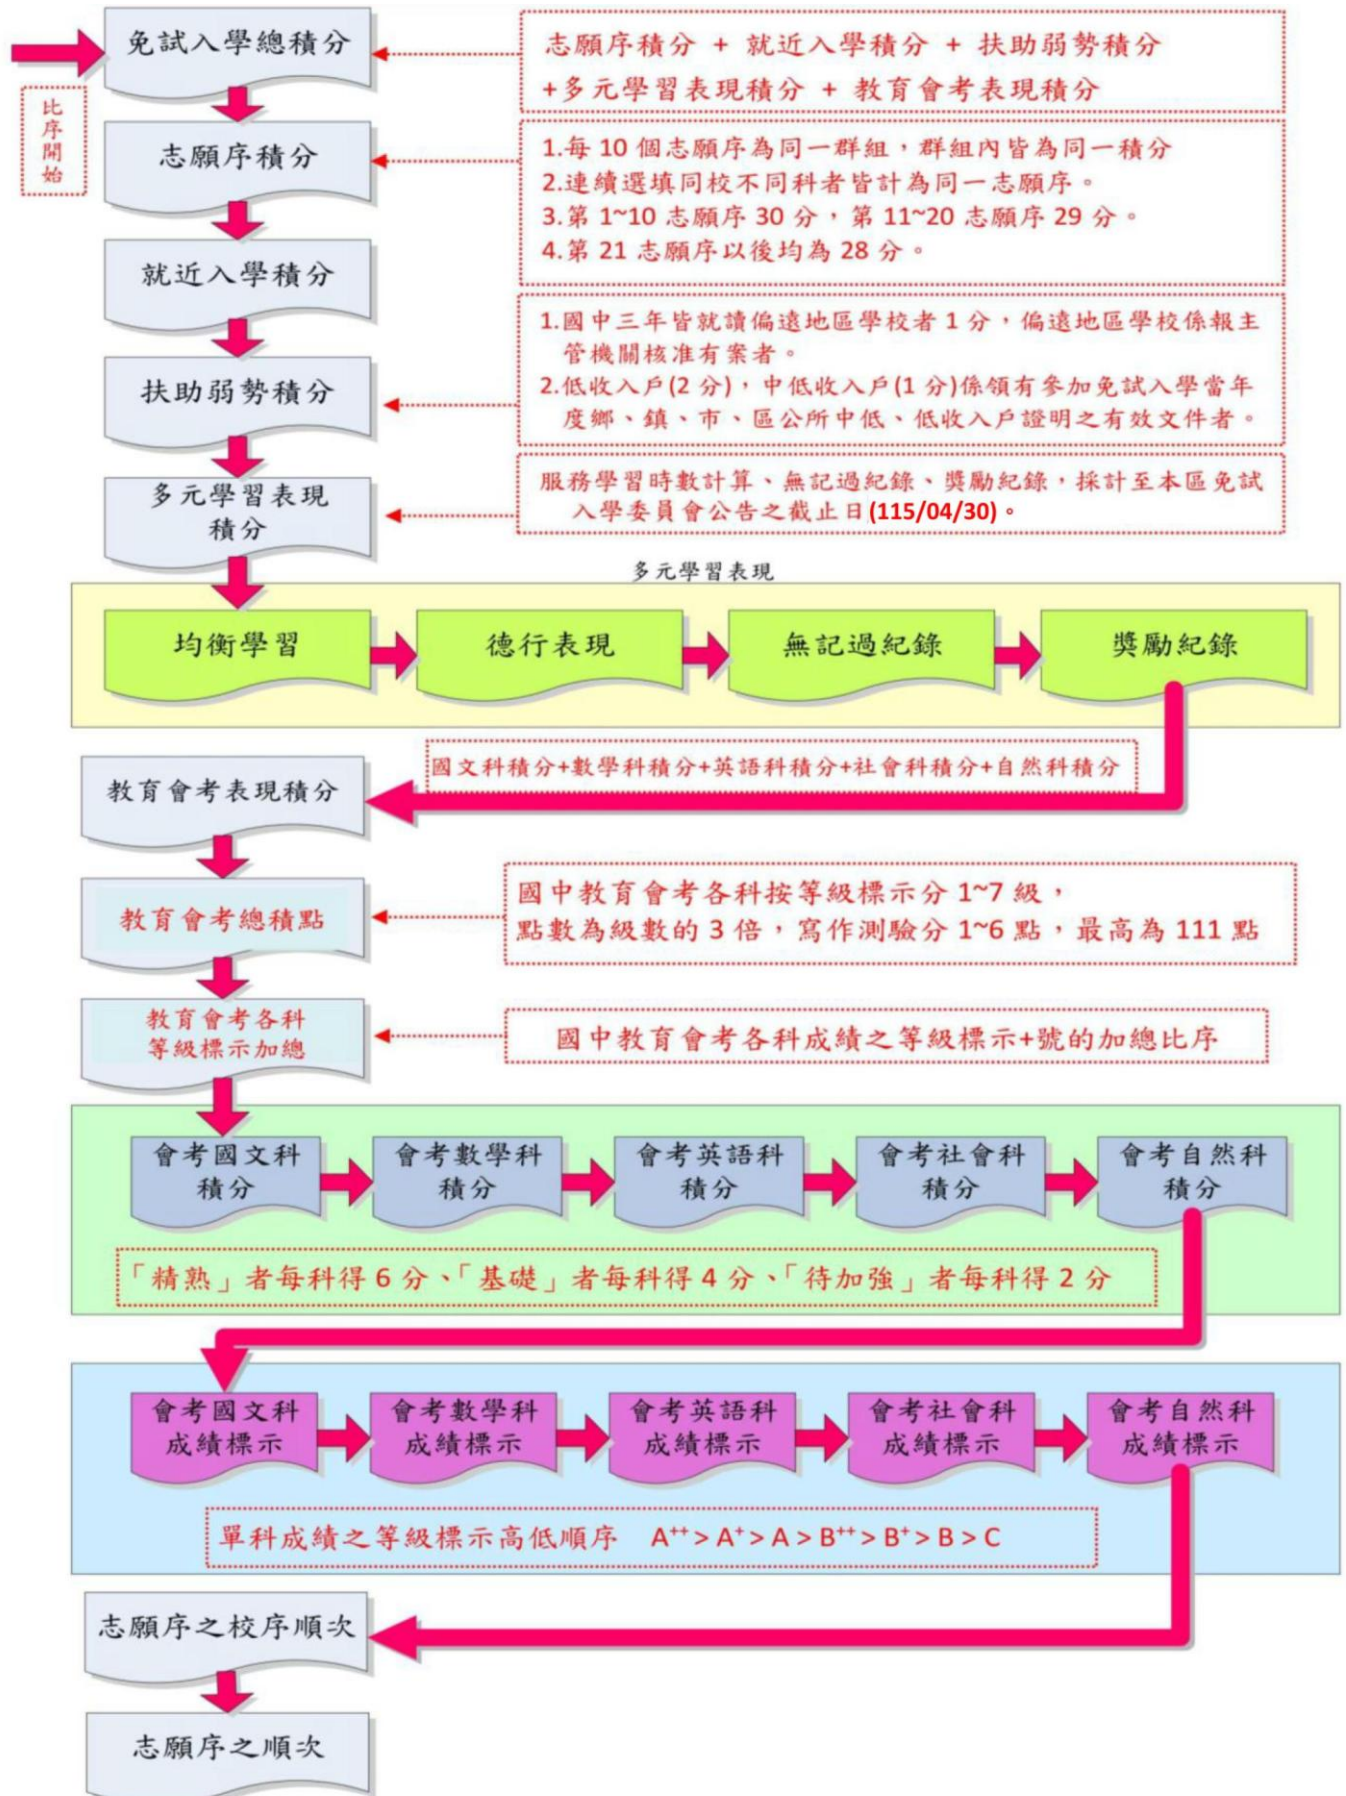 免試入學總積分
志願序積分 + 就近入學積分 + 扶助弱勢積分
+多元學習表現積分 + 教育會考表現積分
比
序
開
始
志願序積分
1.每 10 個志願序為同一群組，群組內皆為同一積分
2.連續選填同校不同科者皆計為同一志願序。
3.第 1~10 志願序 30 分，第 11~20 志願序 29 分。
4.第 21 志願序以後均為 28 分。
就近入學積分
扶助弱勢積分
1.國中三年皆就讀偏遠地區學校者 1 分，偏遠地區學校係報主
管機關核准有案者。
2.低收入戶(2 分)，中低收入戶(1 分)係領有參加免試入學當年
度鄉、鎮、市、區公所中低、低收入戶證明之有效文件者。
多元學習表現
積分
服務學習時數計算、無記過紀錄、獎勵紀錄，採計至本區免試
入學委員會公告之截止日(115/04/30)。
多元學習表現
均衡學習
德行表現
無記過紀錄
獎勵紀錄
國文科積分+數學科積分+英語科積分+社會科積分+自然科積分
教育會考表現積分
教育會考總積點
國中教育會考各科按等級標示分 1~7 級，
點數為級數的 3 倍，寫作測驗分 1~6 點，最高為 111 點
教育會考各科
等級標示加總
國中教育會考各科成績之等級標示+號的加總比序
會考國文科
積分
會考數學科
積分
會考英語科
積分
會考社會科
積分
會考自然科
積分
「精熟」者每科得 6 分、「基礎」者每科得 4 分、「待加強」者每科得 2 分
會考國文科
成績標示
會考數學科
成績標示
會考英語科
成績標示
會考社會科
成績標示
會考自然科
成績標示
單科成績之等級標示高低順序 A⁺⁺ > A⁺ > A > B⁺⁺ > B⁺ > B > C
志願序之校序順次
志願序之順次